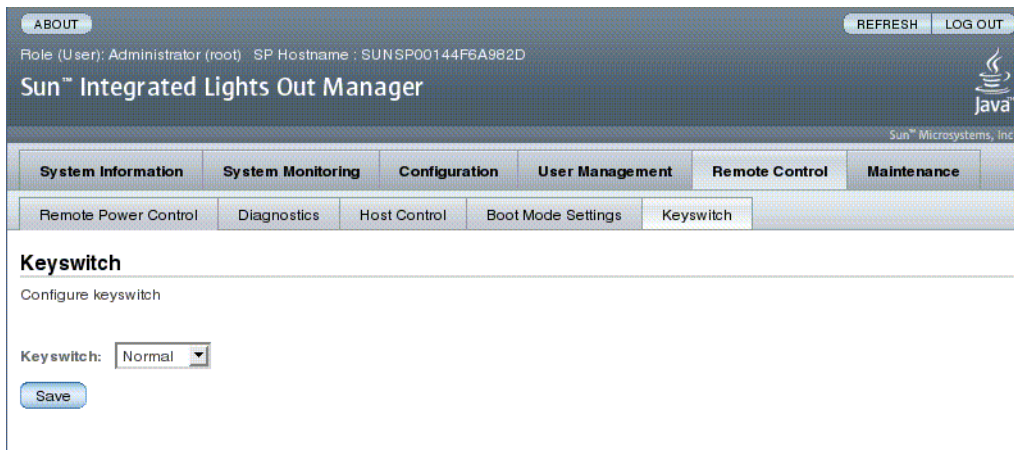 ABOUT
REFRESH LOG OUT
Role (User): Administrator (root) SP Hostname : SUNSP00144F6A982D
Sun™ Integrated Lights Out Manager
Java™
Sun™ Microsystems, Inc
System Information System Monitoring Configuration User Management Remote Control Maintenance
Remote Power Control Diagnostics Host Control Boot Mode Settings Keyswitch
Keyswitch
Configure keyswitch
Keyswitch: Normal
Save